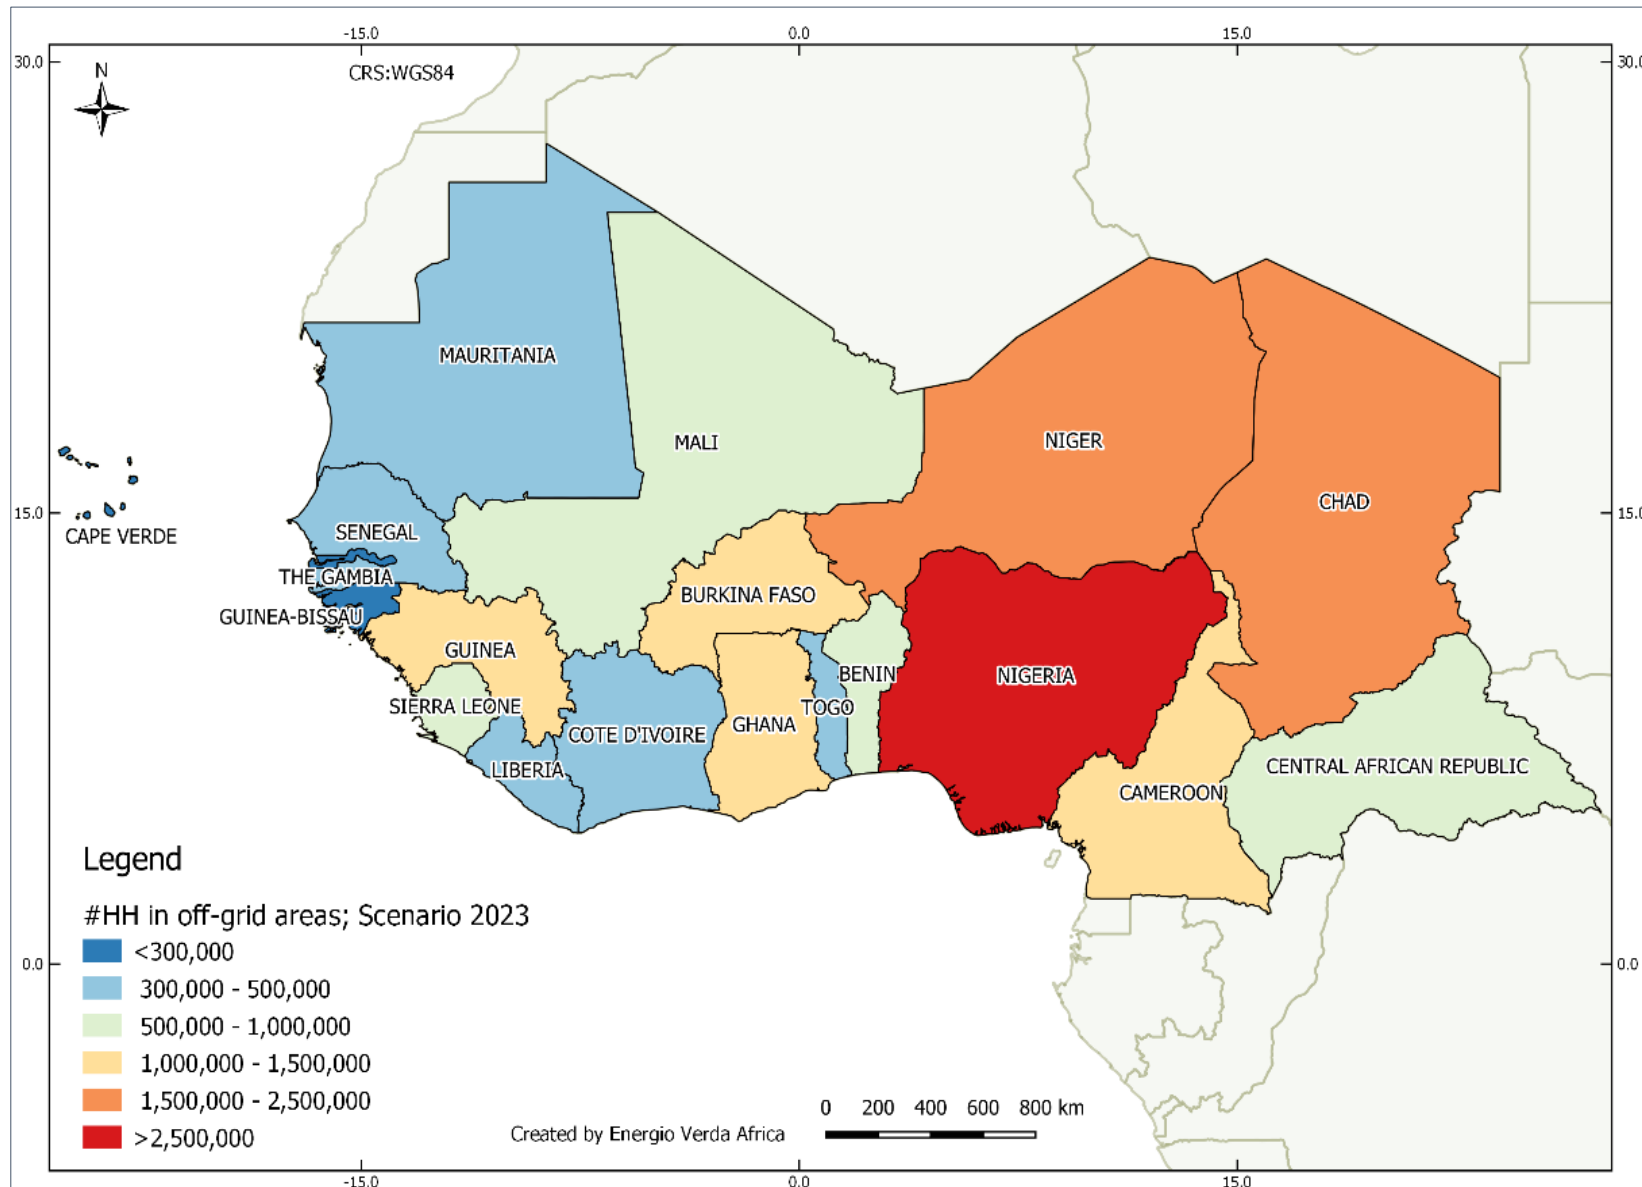 -15.0
0.0
15.0
30.0
30.0
N
CRS:WGS84
MAURITANIA
MALI
NIGER
CHAD
15.0
15.0
CAPE VERDE
SENEGAL
THE GAMBIA
GUINEA-BISSAU
BURKINA FASO
GUINEA
BENIN
NIGERIA
SIERRA LEONE
TOGO
GHANA
COTE D'IVOIRE
LIBERIA
CENTRAL AFRICAN REPUBLIC
CAMEROON
Legend
#HH in off-grid areas; Scenario 2023
<300,000
300,000 - 500,000
500,000 - 1,000,000
1,000,000 - 1,500,000
1,500,000 - 2,500,000
>2,500,000
0.0
0.0
0 200 400 600 800 km
Created by Energio Verda Africa
-15.0
0.0
15.0